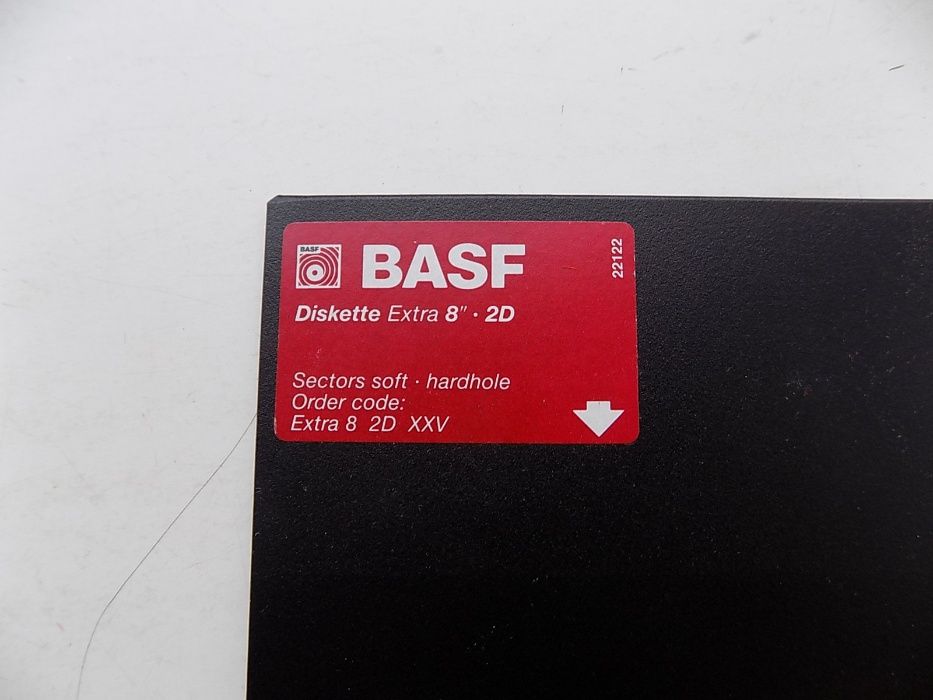 BASF
BASF
22122
Diskette Extra 8" · 2D
Sectors soft · hardhole
Order code:
Extra 8 2D XXV